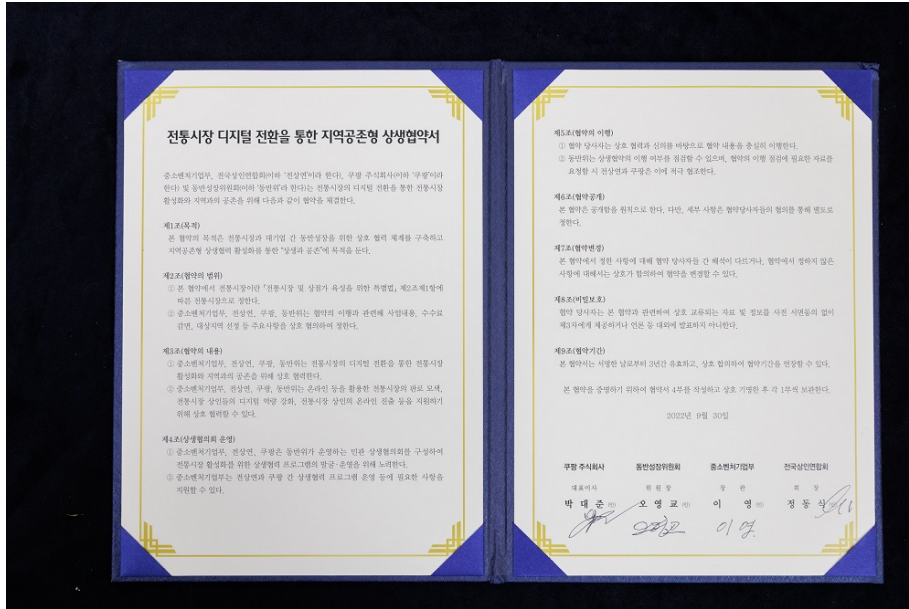 전통시장 디지털 전환을 통한 지역공존형 상생협약서
중소벤처기업부, 전국상인연합회(이하 '전상연'이라 한다), 쿠팡 주식회사(이하 '쿠팡'이라
한다) 및 동반성장위원회(이하 '동반위'라 한다)는 전통시장의 디지털 전환을 통한 전통시장
활성화와 지역과의 공존을 위해 다음과 같이 협약을 체결한다.
제1조(목적)
본 협약의 목적은 전통시장과 대기업 간 동반성장을 위한 상호 협력 체계를 구축하고
지역공존형 상생협력 활성화를 통한 "상생과 공존"에 목적을 둔다.
제2조(협약의 범위)
① 본 협약에서 전통시장이란 『전통시장 및 상점가 육성을 위한 특별법』 제2조제1항에
따른 전통시장으로 정한다.
② 중소벤처기업부, 전상연, 쿠팡, 동반위는 협약의 이행과 관련해 사업내용, 수수료
감면, 대상지역 선정 등 주요사항을 상호 협의하여 정한다.
제3조(협약의 내용)
① 중소벤처기업부, 전상연, 쿠팡, 동반위는 전통시장의 디지털 전환을 통한 전통시장
활성화와 지역과의 공존을 위해 상호 협력한다.
② 중소벤처기업부, 전상연, 쿠팡, 동반위는 온라인 등을 활용한 전통시장의 판로 모색,
전통시장 상인들의 디지털 역량 강화, 전통시장 상인의 온라인 진출 등을 지원하기
위해 상호 협력할 수 있다.
제4조(상생협의회 운영)
① 중소벤처기업부, 전상연, 쿠팡은 동반위가 운영하는 민관 상생협의회를 구성하여
전통시장 활성화를 위한 상생협력 프로그램의 발굴·운영을 위해 노력한다.
② 중소벤처기업부는 전상연과 쿠팡 간 상생협력 프로그램 운영 등에 필요한 사항을
지원할 수 있다.
제5조(협약의 이행)
① 협약 당사자는 상호 협력과 신의를 바탕으로 협약 내용을 충실히 이행한다.
② 동반위는 상생협약의 이행 여부를 점검할 수 있으며, 협약의 이행 점검에 필요한 자료를
요청할 시 전상연과 쿠팡은 이에 적극 협조한다.
제6조(협약공개)
본 협약은 공개함을 원칙으로 한다. 다만, 세부 사항은 협약당사자들의 협의를 통해 별도로
정한다.
제7조(협약변경)
본 협약에서 정한 사항에 대해 협약 당사자들 간 해석이 다르거나, 협약에서 정하지 않은
사항에 대해서는 상호가 합의하여 협약을 변경할 수 있다.
제8조(비밀보호)
협약 당사자는 본 협약과 관련하여 상호 교류되는 자료 및 정보를 사전 서면동의 없이
제3자에게 제공하거나 언론 등 대외에 발표하지 아니한다.
제9조(협약기간)
본 협약서는 서명한 날로부터 3년간 유효하고, 상호 합의하여 협약기간을 연장할 수 있다.
본 협약을 증명하기 위하여 협약서 4부를 작성하고 상호 기명한 후 각 1부씩 보관한다.
2022년 9월 30일
쿠팡 주식회사 동반성장위원회 중소벤처기업부 전국상인연합회
대표이사 위원장 장 관 회 장
박 대 준 (인) 오 영 교 (인) 이 영 (인) 정 동 식
오영교 이영